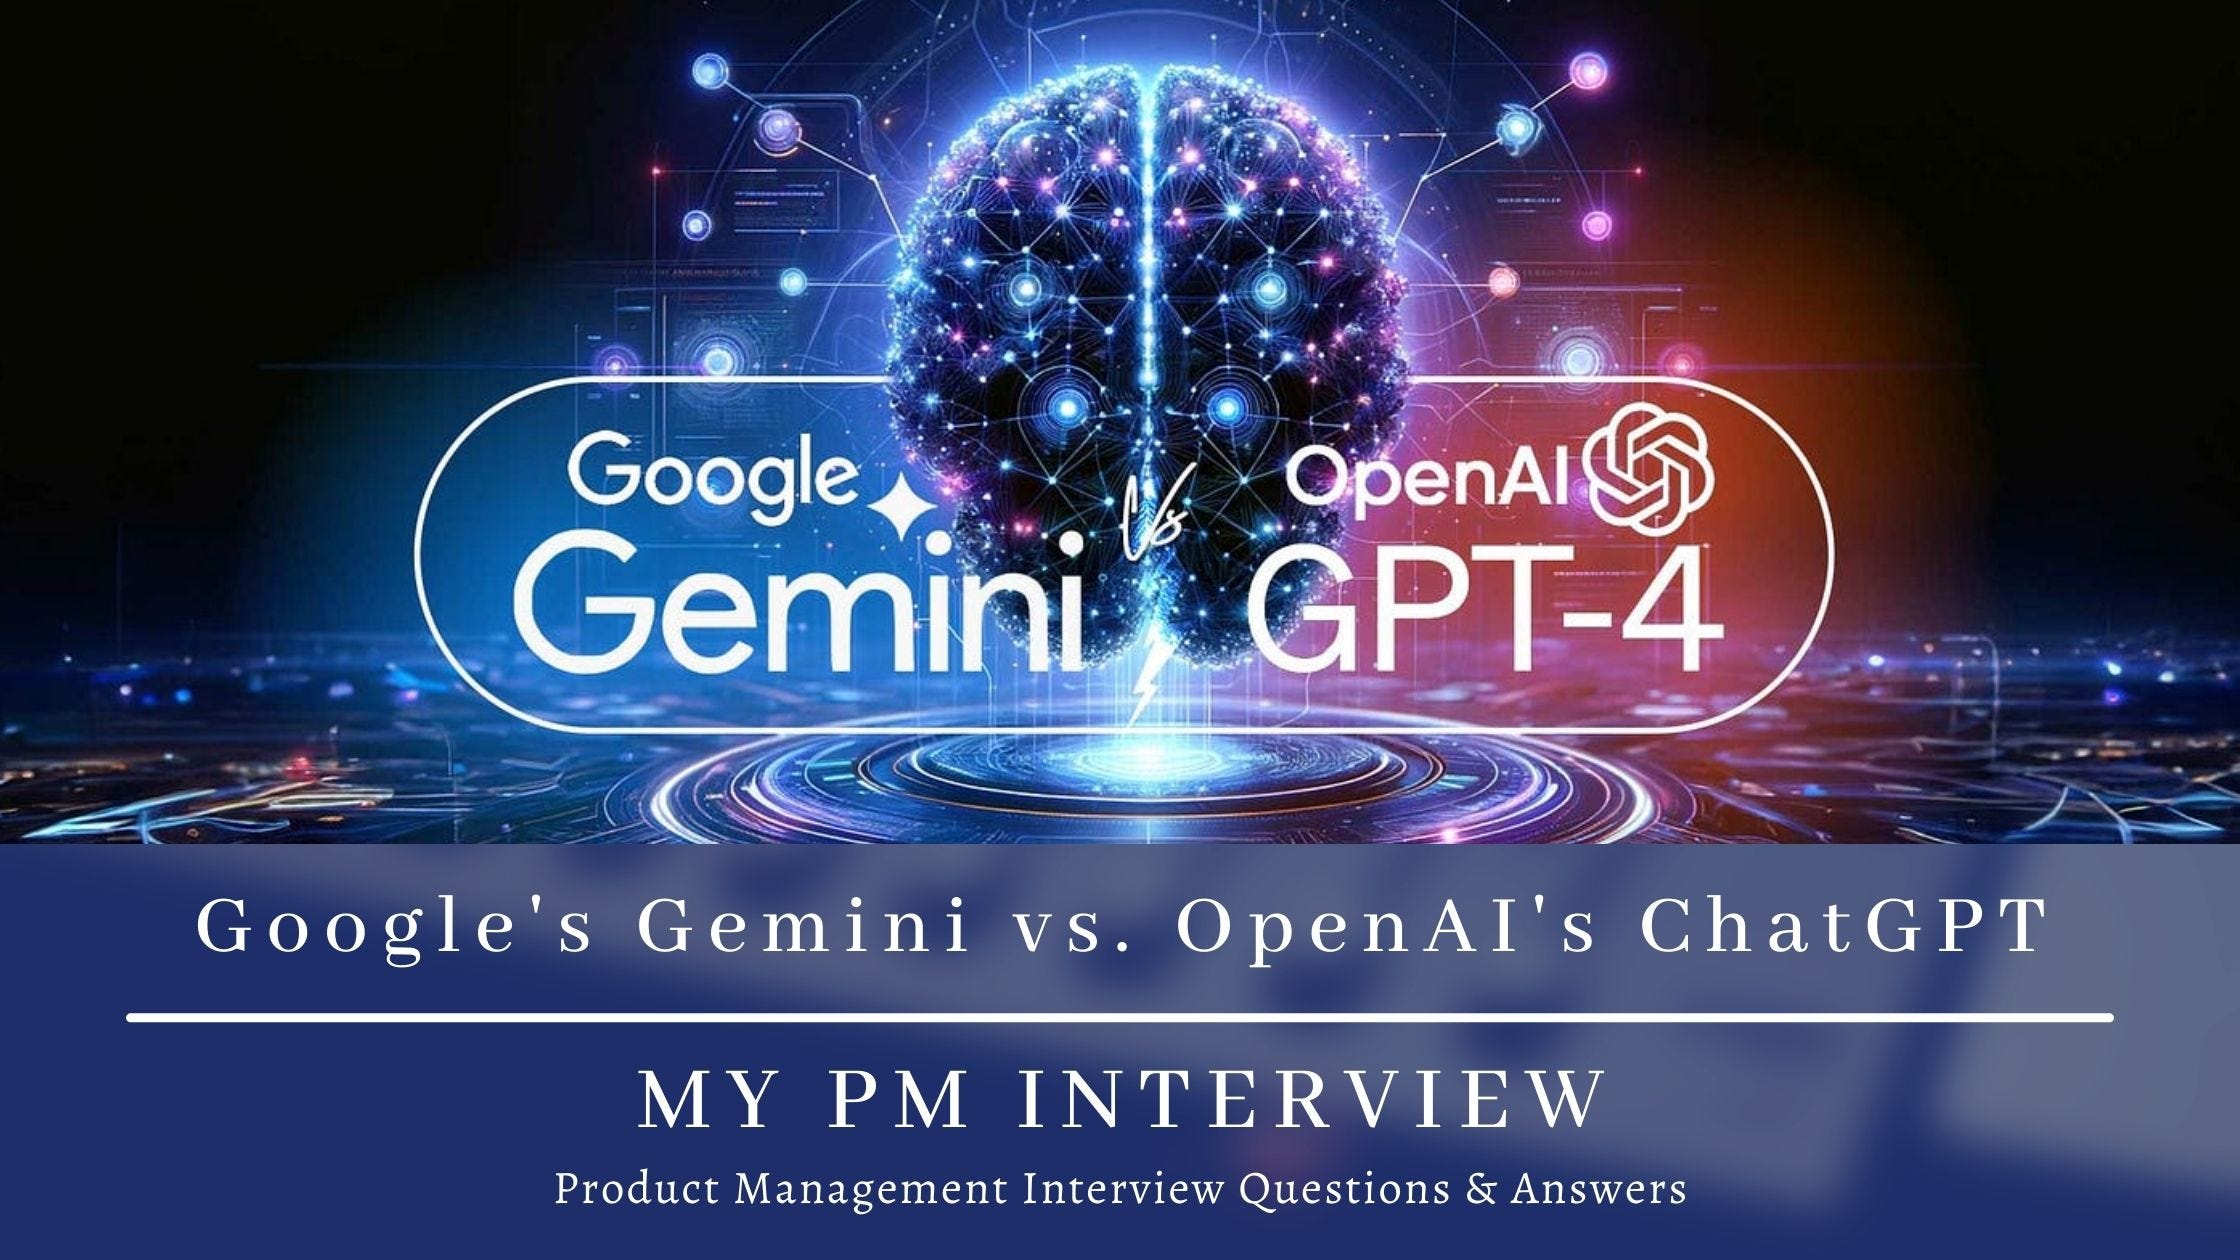 Google
Gemini
Vs
OpenAI
GPT-4
Google's Gemini vs. OpenAI's ChatGPT
MY PM INTERVIEW
Product Management Interview Questions & Answers